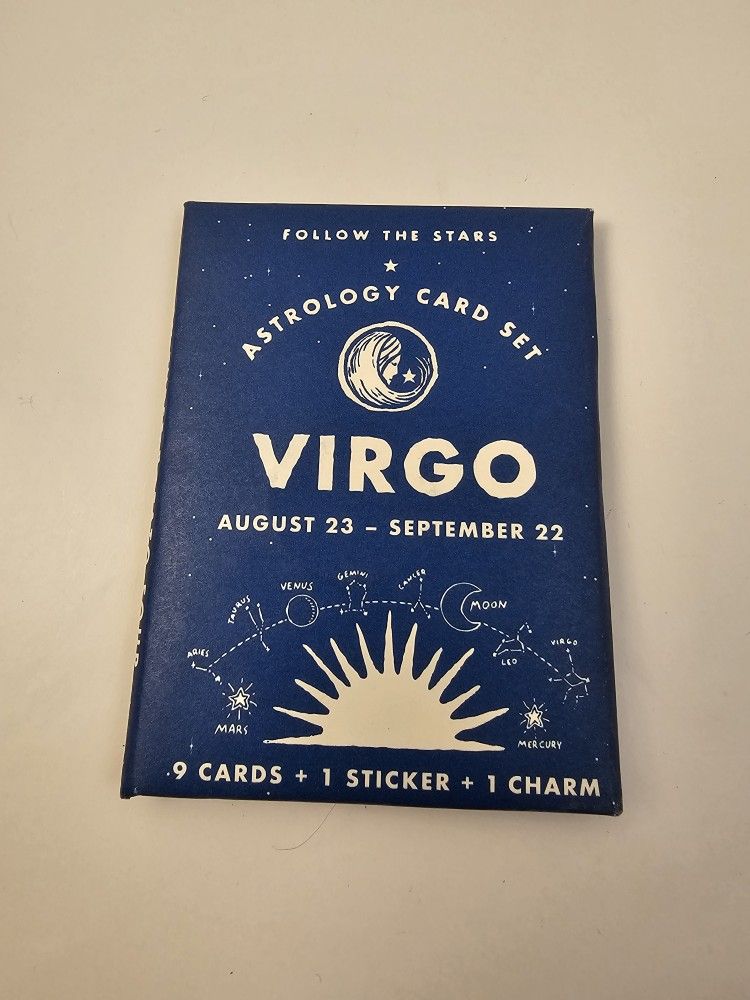 FOLLOW THE STARS
ASTROLOGY CARD SET
VIRGO
AUGUST 23 – SEPTEMBER 22
ARIES
TAURUS
VENUS
GEMINI
CANCER
MOON
LEO
VIRGO
MARS
MERCURY
9 CARDS + 1 STICKER + 1 CHARM